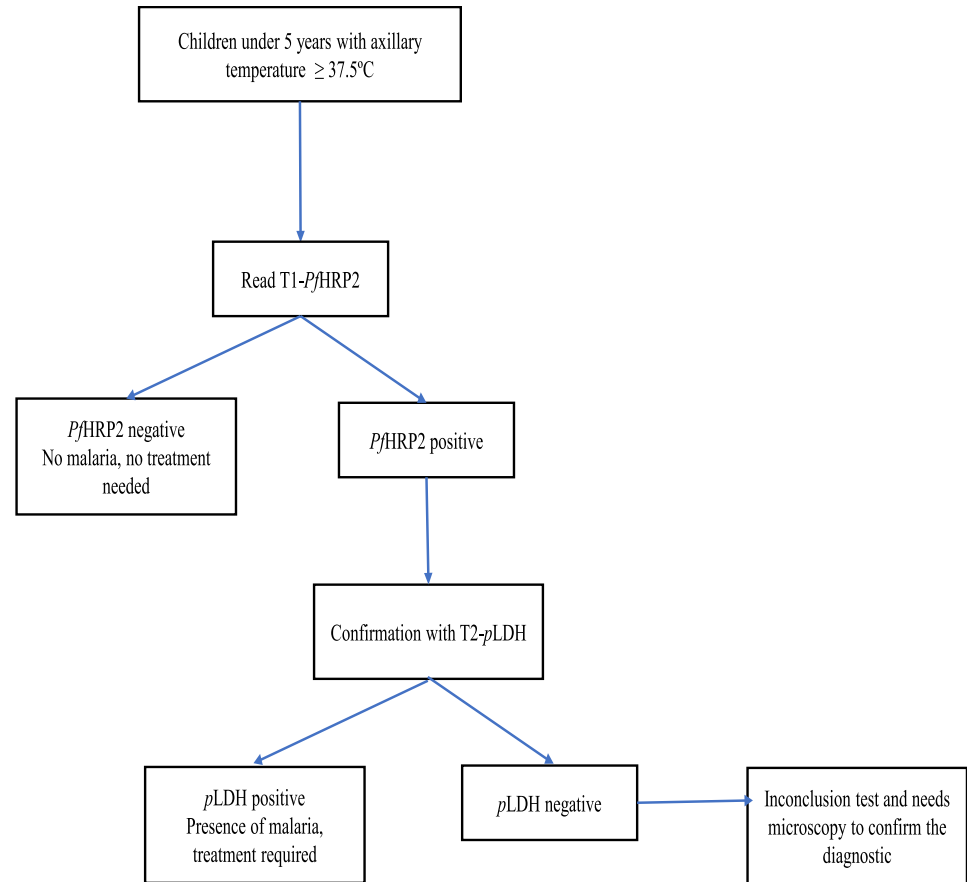 Children under 5 years with axillary
temperature ≥ 37.5ºC
Read T1-PfHRP2
PfHRP2 negative
No malaria, no treatment
needed
PfHRP2 positive
Confirmation with T2-pLDH
pLDH positive
Presence of malaria,
treatment required
pLDH negative
Inconclusion test and needs
microscopy to confirm the
diagnostic